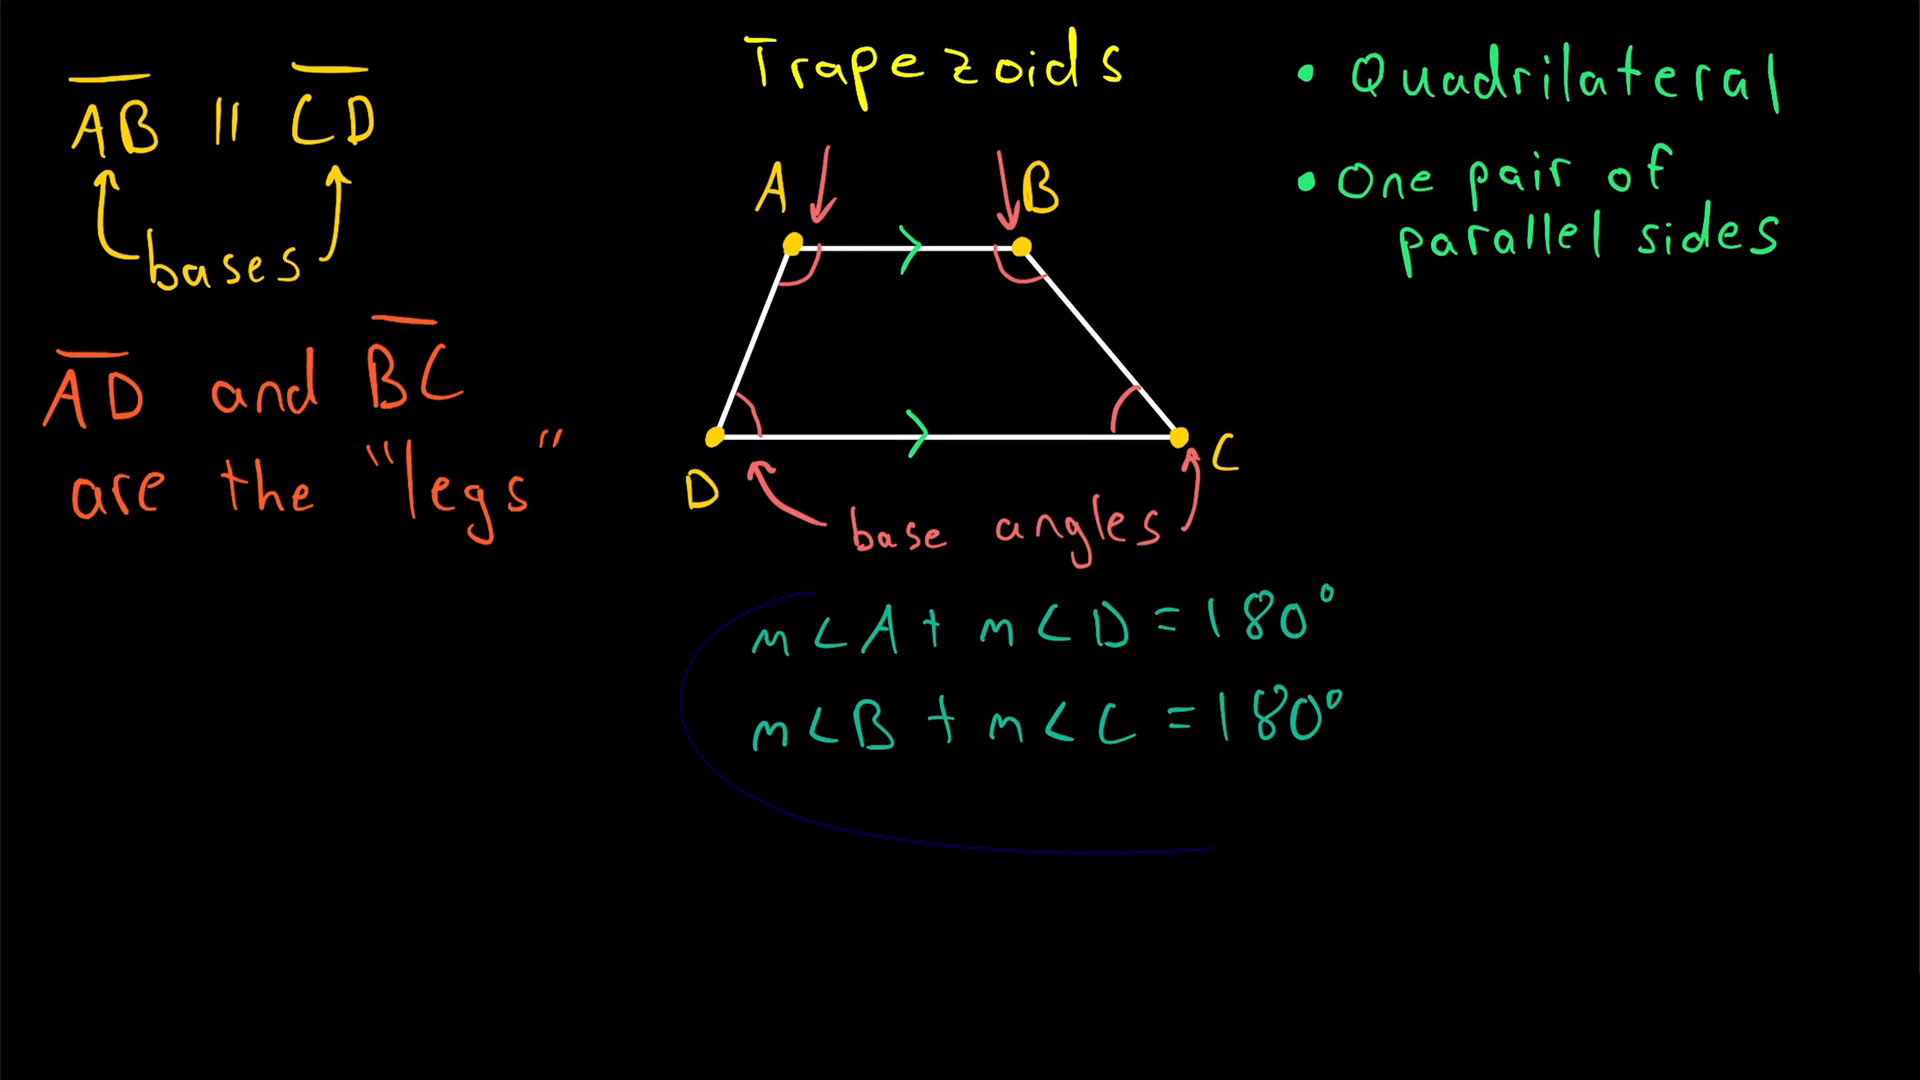 Trapezoids
AB || CD
bases
AD and BC
are the "legs"
A
B
D
C
base angles
m∠A + m∠D = 180°
m∠B + m∠C = 180°
• Quadrilateral
• One pair of
parallel sides